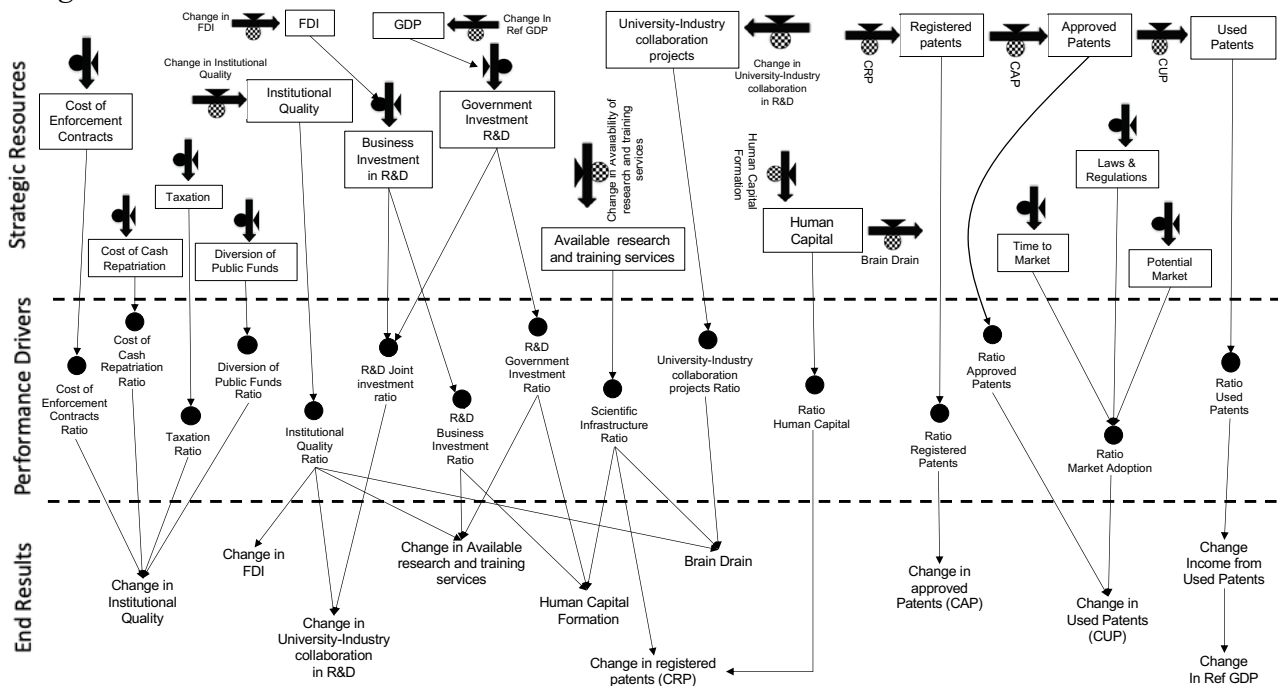 Strategic Resources
Change in
FDI
FDI
GDP
Change In
Ref GDP
University-Industry
collaboration
projects
Change in
University-Industry
collaboration
in R&D
CRP
Registered
patents
CAP
Approved
Patents
CUP
Used
Patents
Change in Institutional
Quality
Cost of
Enforcement
Contracts
Institutional
Quality
Business
Investment
in R&D
Government
Investment
R&D
Change in Availability of
research and training
services
Human Capital
Formation
Laws &
Regulations
Taxation
Cost of Cash
Repatriation
Diversion of
Public Funds
Available research
and training services
Human
Capital
Brain Drain
Time to
Market
Potential
Market
Performance Drivers
Cost of
Enforcement
Contracts
Ratio
Cost of
Cash
Repatriation
Ratio
Taxation
Ratio
Diversion of
Public Funds
Ratio
Institutional
Quality
Ratio
R&D Joint
investment
ratio
R&D
Business
Investment
Ratio
R&D
Government
Investment
Ratio
Scientific
Infrastructure
Ratio
University-Industry
collaboration
projects Ratio
Ratio
Human Capital
Ratio
Registered
Patents
Ratio
Approved
Patents
Ratio
Market Adoption
Ratio
Used
Patents
End Results
Change in
Institutional
Quality
Change in
FDI
Change in
University-Industry
collaboration
in R&D
Change in Available
research and training
services
Human Capital
Formation
Brain Drain
Change in registered
patents (CRP)
Change in
approved
Patents (CAP)
Change in
Used Patents
(CUP)
Change
Income from
Used Patents
Change
In Ref GDP